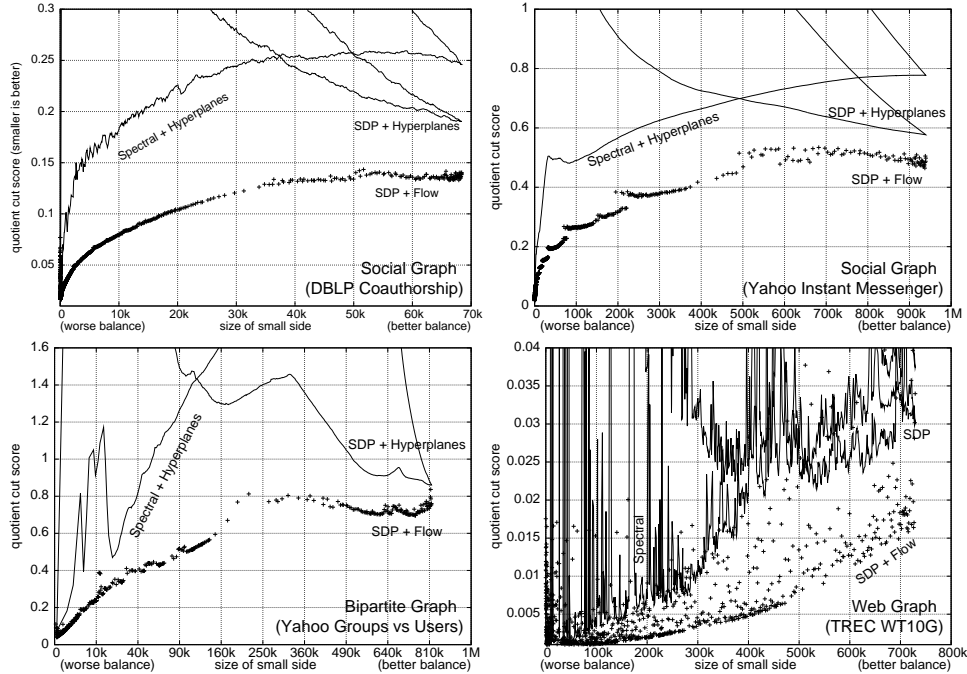 0.3
0.25
0.2
0.15
0.1
0.05
quotient cut score (smaller is better)
Spectral + Hyperplanes
SDP + Hyperplanes
SDP + Flow
Social Graph
(DBLP Coauthorship)
0 10k 20k 30k 40k 50k 60k 70k
(worse balance) size of small side (better balance)
1
0.8
0.6
0.4
0.2
0
quotient cut score
SDP + Hyperplanes
Spectral + Hyperplanes
SDP + Flow
Social Graph
(Yahoo Instant Messenger)
0 100k 200k 300k 400k 500k 600k 700k 800k 900k 1M
(worse balance) size of small side (better balance)
1.6
1.4
1.2
1
0.8
0.6
0.4
0.2
0
quotient cut score
Spectral + Hyperplanes
SDP + Hyperplanes
SDP + Flow
Bipartite Graph
(Yahoo Groups vs Users)
0 10k 40k 90k 160k 250k 360k 490k 640k 810k 1M
(worse balance) size of small side (better balance)
0.04
0.035
0.03
0.025
0.02
0.015
0.01
0.005
quotient cut score
SDP
Spectral
SDP + Flow
Web Graph
(TREC WT10G)
0 100k 200k 300k 400k 500k 600k 700k 800k
(worse balance) size of small side (better balance)